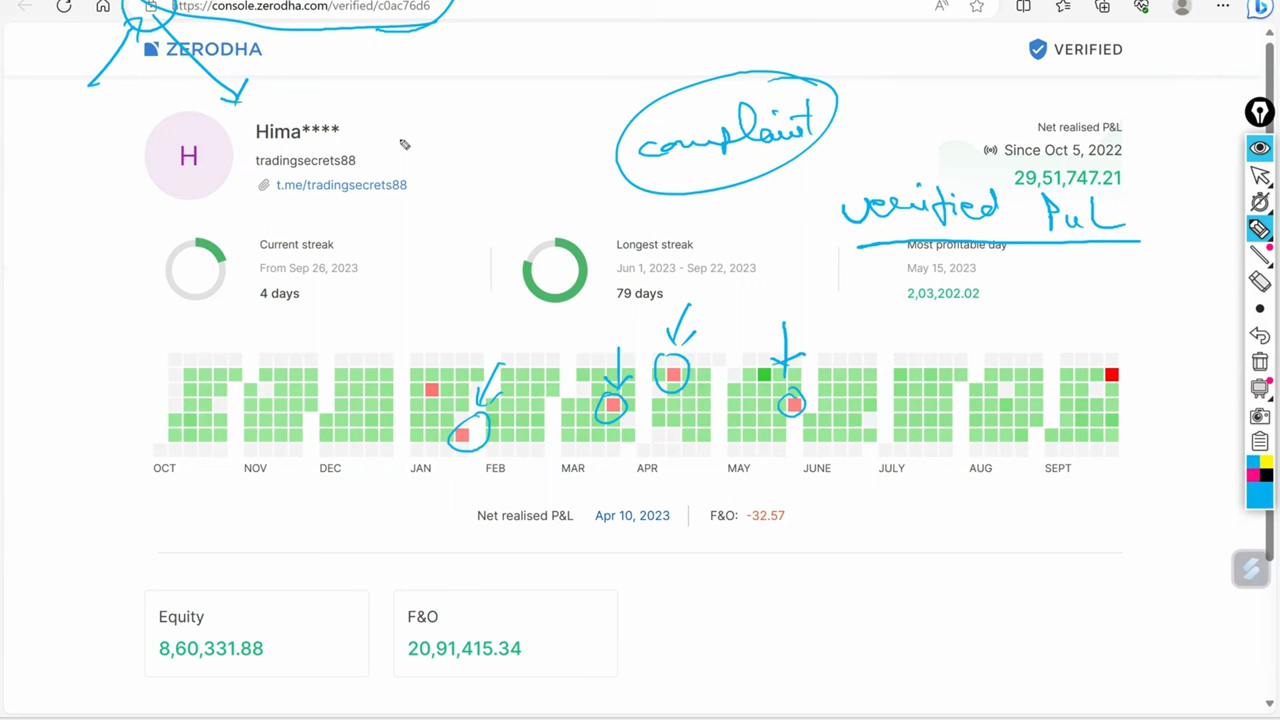 https://console.zerodha.com/verified/c0ac76d6
ZERODHA
VERIFIED
Hima****
tradingsecrets88
t.me/tradingsecrets88
complaint
Net realised P&L
Since Oct 5, 2022
29,51,747.21
verified PnL
Current streak
From Sep 26, 2023
4 days
Longest streak
Jun 1, 2023 - Sep 22, 2023
79 days
Most profitable day
May 15, 2023
2,03,202.02
OCT NOV DEC JAN FEB MAR APR MAY JUNE JULY AUG SEPT
Net realised P&L Apr 10, 2023 F&O: -32.57
Equity
8,60,331.88
F&O
20,91,415.34